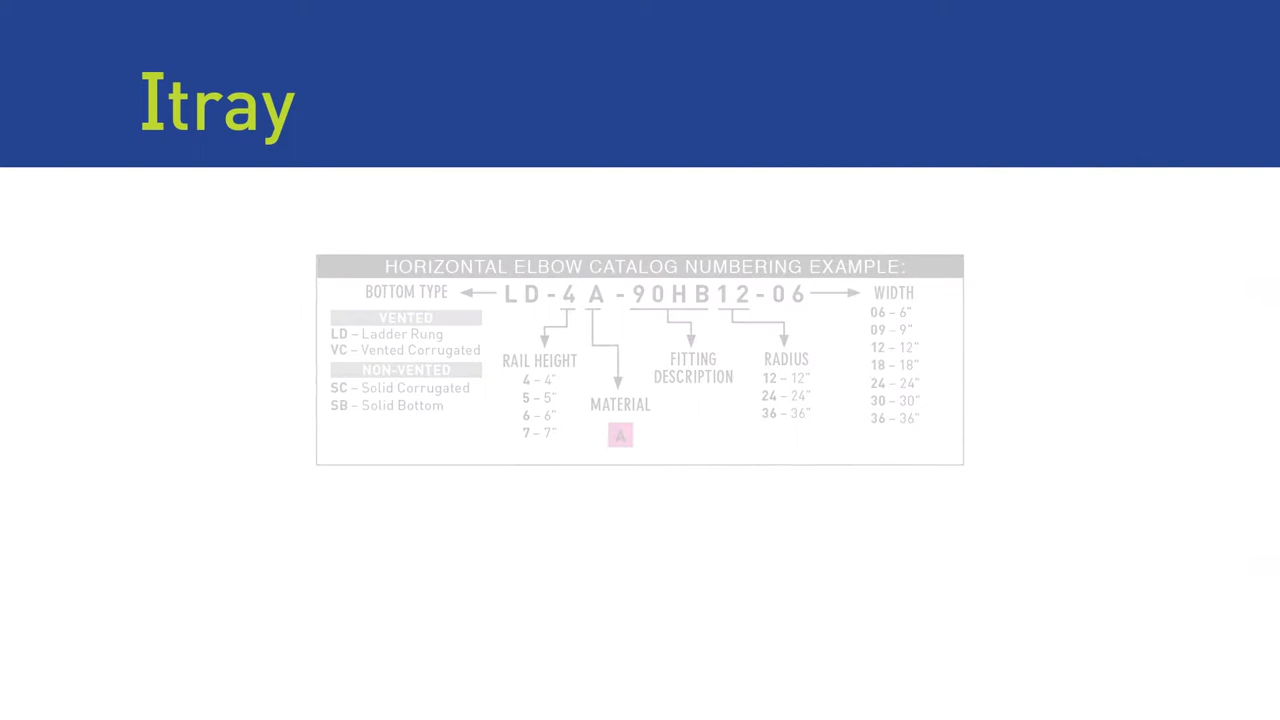 Itray
HORIZONTAL ELBOW CATALOG NUMBERING EXAMPLE:
BOTTOM TYPE
LD-4A-90HB12-06
WIDTH
VENTED
LD – Ladder Rung
VC – Vented Corrugated
NON-VENTED
SC – Solid Corrugated
SB – Solid Bottom
RAIL HEIGHT
4 – 4"
5 – 5"
6 – 6"
7 – 7"
MATERIAL
A
FITTING
DESCRIPTION
RADIUS
12 – 12"
24 – 24"
36 – 36"
06 – 6"
09 – 9"
12 – 12"
18 – 18"
24 – 24"
30 – 30"
36 – 36"